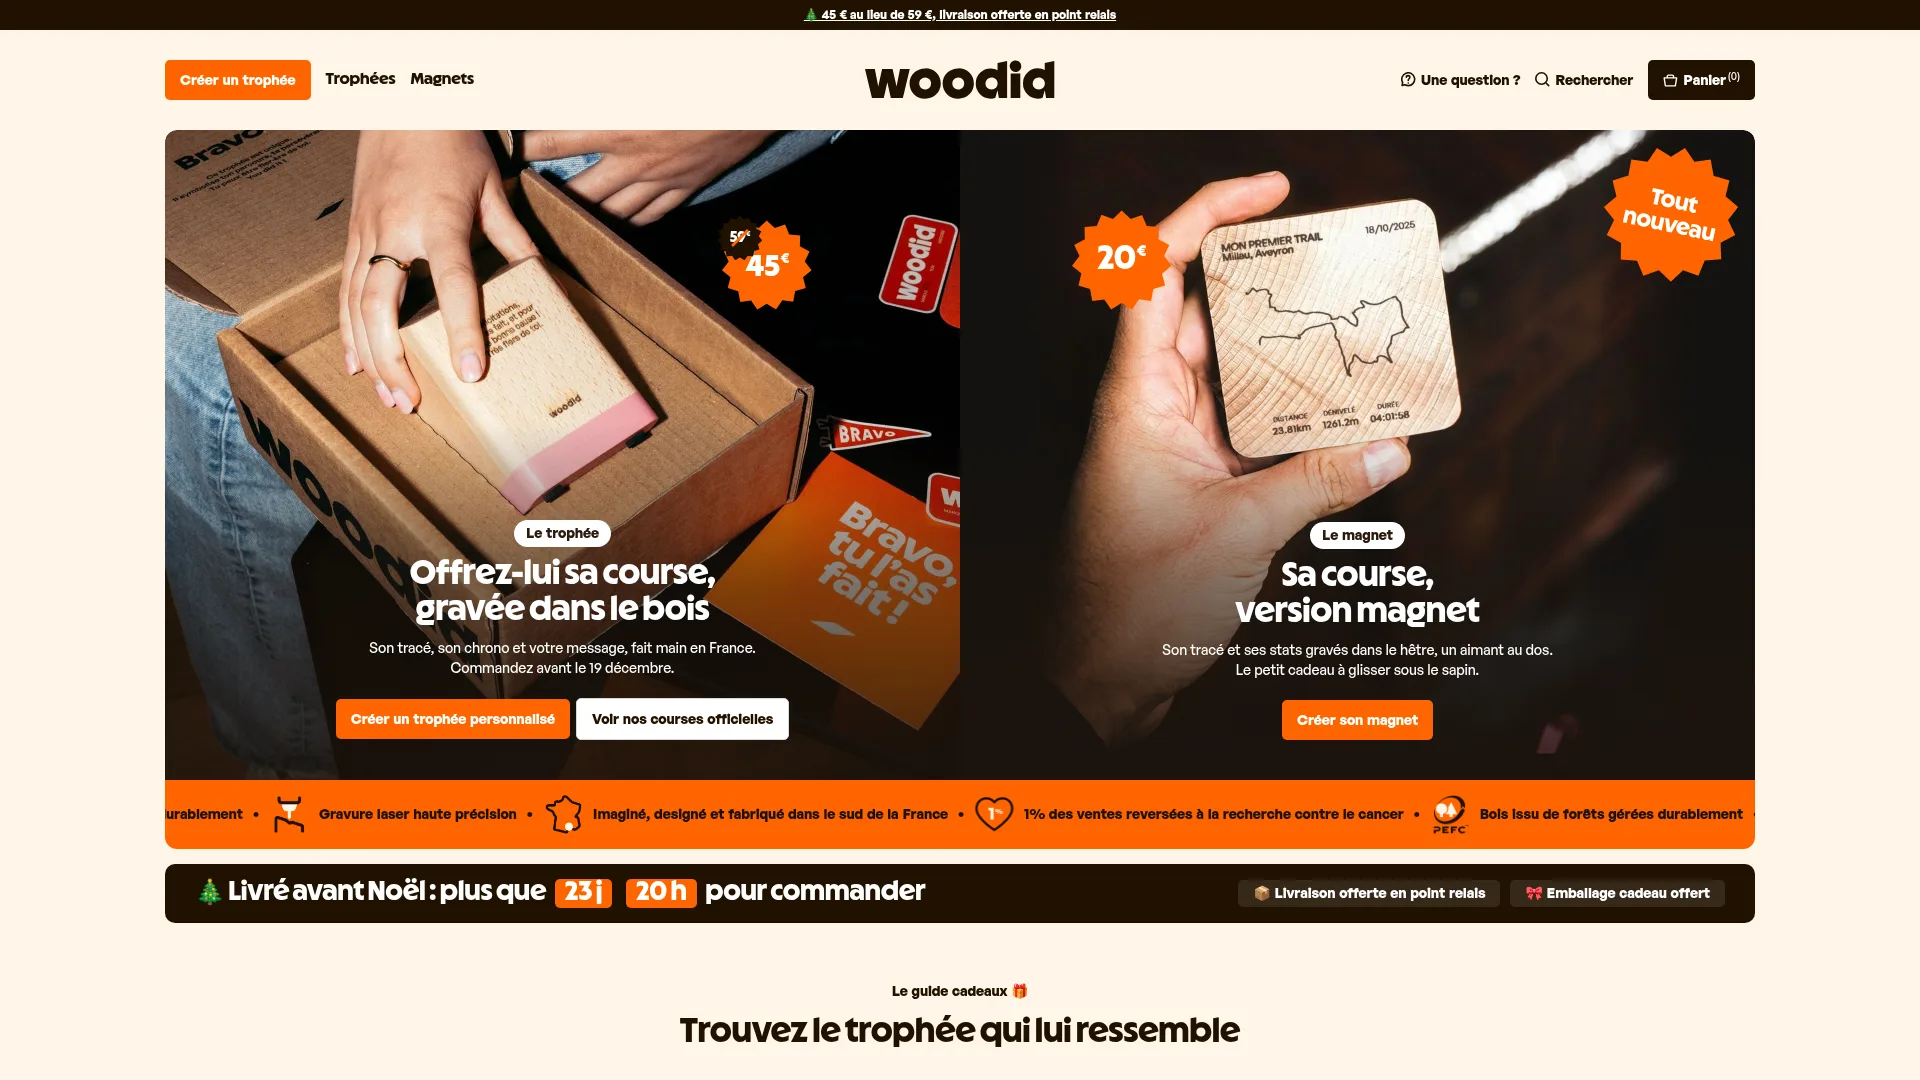 🎄 45 € au lieu de 59 €, livraison offerte en point relais
Créer un trophée
Trophées
Magnets
woodid
Une question ?
Rechercher
Panier (0)
Bravo
59€
45€
woodid
BRAVO
woodid
Bravo,
tu l'as
fait !
Le trophée
Offrez-lui sa course,
gravée dans le bois
Son tracé, son chrono et votre message, fait main en France.
Commandez avant le 19 décembre.
Créer un trophée personnalisé
Voir nos courses officielles
20€
Tout
nouveau
MON PREMIER TRAIL
Millau, Aveyron
18/10/2025
DISTANCE
23.81km
DÉNIVELÉ
1261.2m
DURÉE
04:01:58
Le magnet
Sa course,
version magnet
Son tracé et ses stats gravés dans le hêtre, un aimant au dos.
Le petit cadeau à glisser sous le sapin.
Créer son magnet
urablement • Gravure laser haute précision • Imaginé, designé et fabriqué dans le sud de la France • 1% 1% des ventes reversées à la recherche contre le cancer • PEFC Bois issu de forêts gérées durablement
🎄 Livré avant Noël : plus que 23 j 20 h pour commander
📦 Livraison offerte en point relais
🎀 Emballage cadeau offert
Le guide cadeaux 🎁
Trouvez le trophée qui lui ressemble